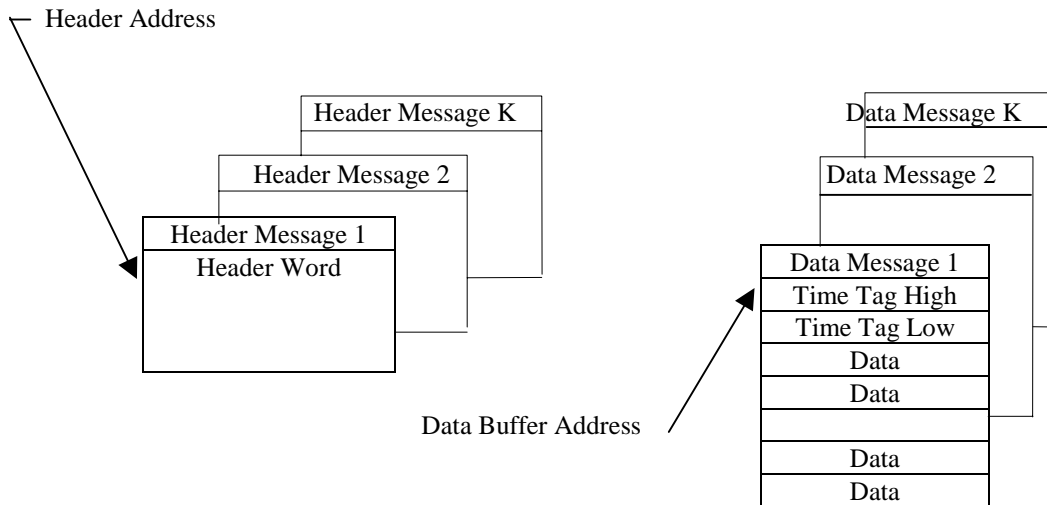 Header Address
Header Message K
Header Message 2
Header Message 1
Header Word
Data Message K
Data Message 2
Data Message 1
Time Tag High
Time Tag Low
Data
Data
Data Buffer Address
Data
Data